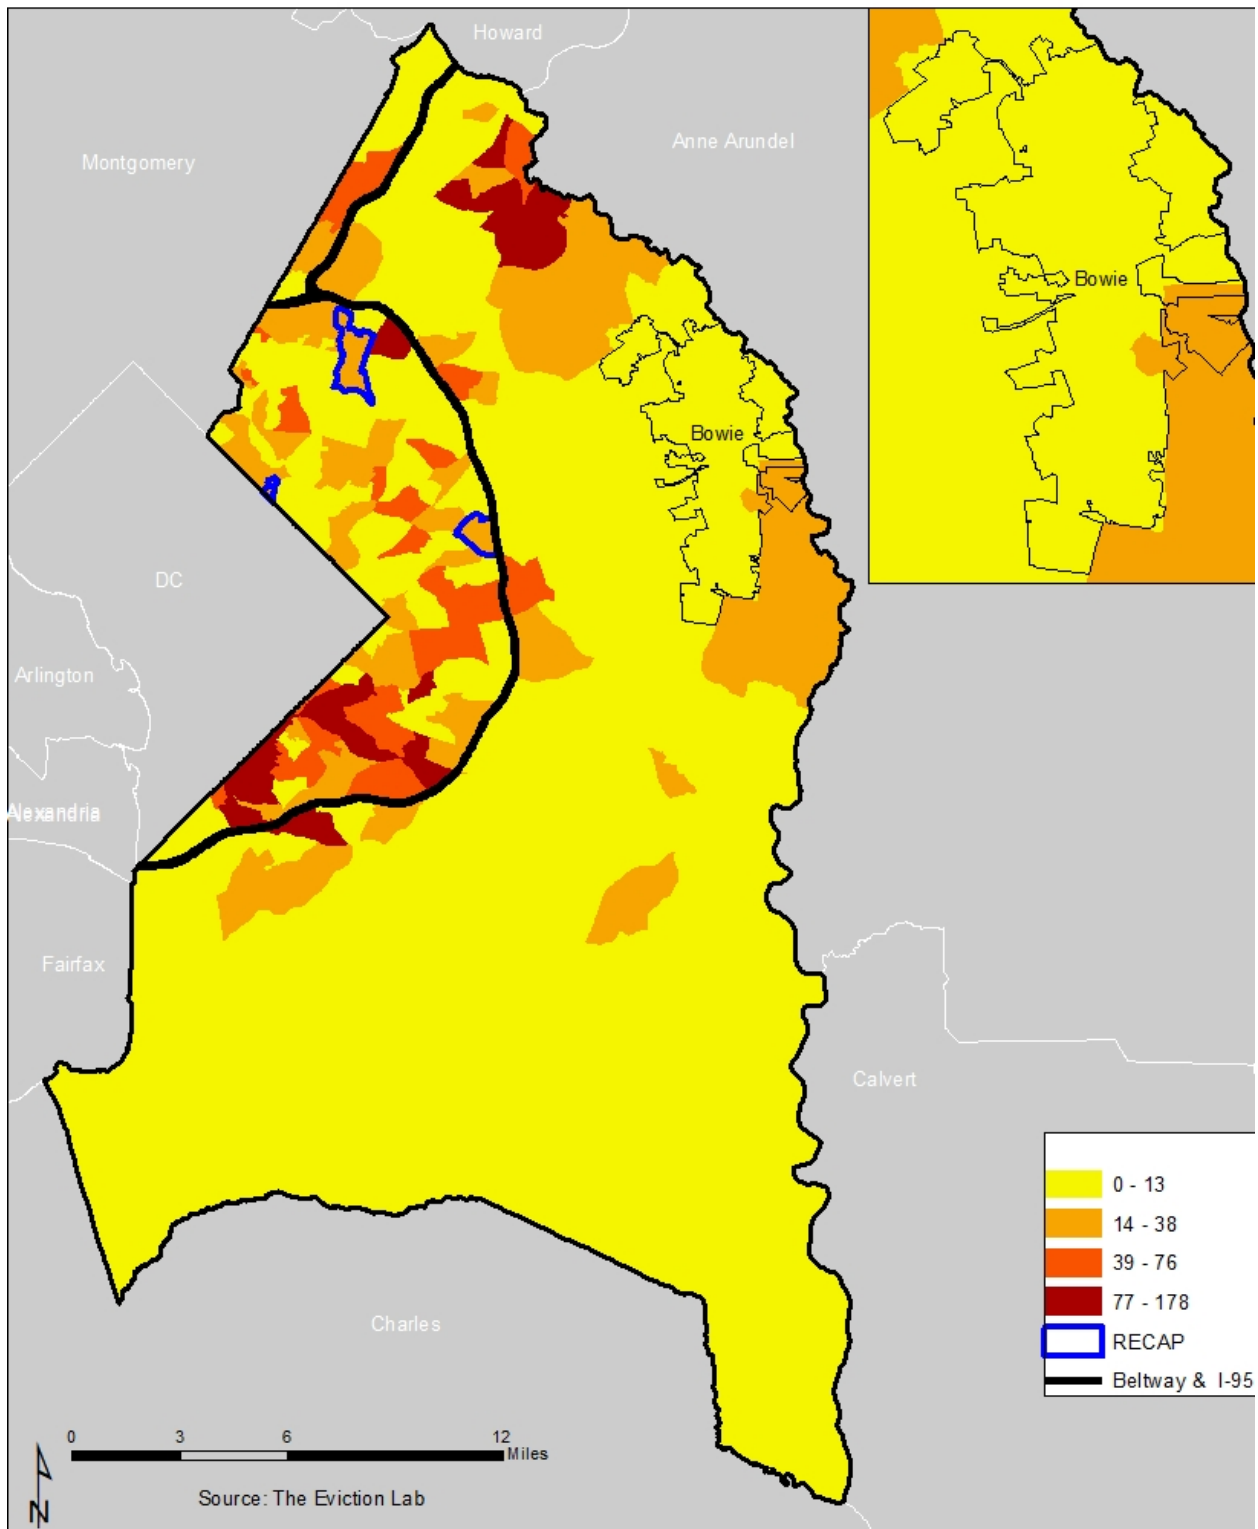 Howard
Montgomery
Anne Arundel
Bowie
Bowie
DC
Arlington
Alexandria
Fairfax
Calvert
Charles
0 - 13
14 - 38
39 - 76
77 - 178
RECAP
Beltway & I-95
0 3 6 12
Miles
Source: The Eviction Lab
N